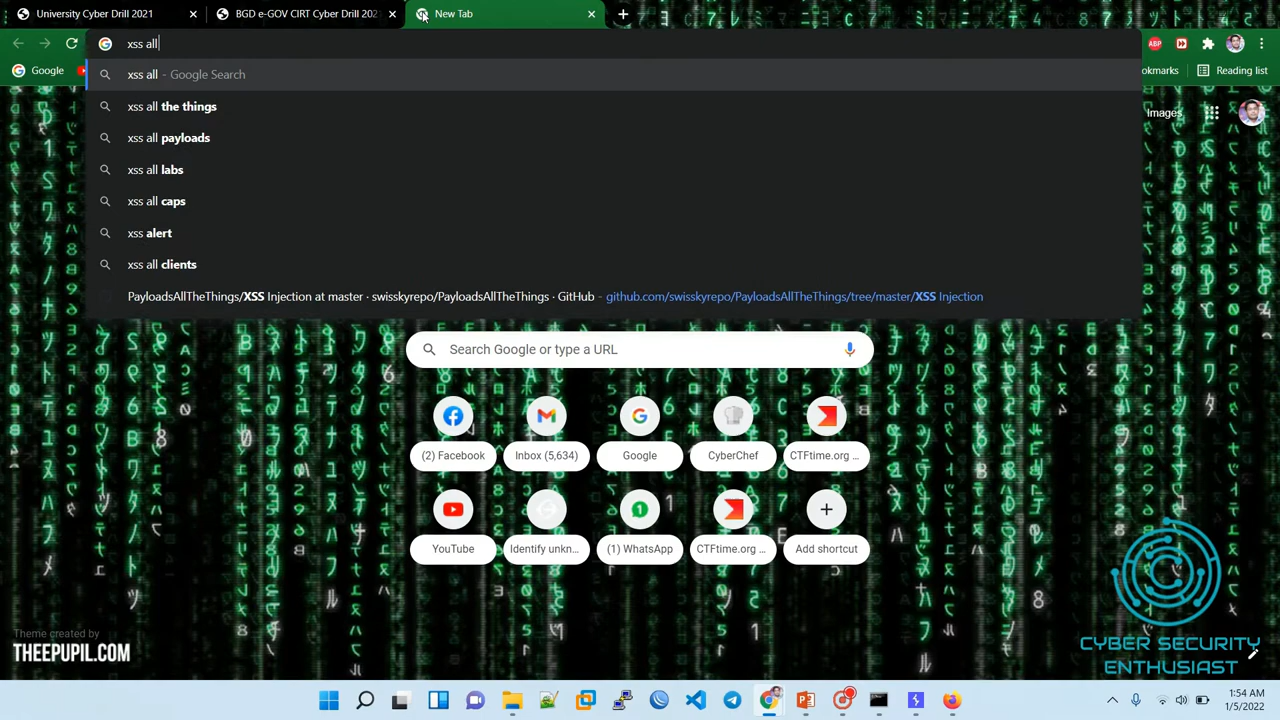 University Cyber Drill 2021
BGD e-GOV CIRT Cyber Drill 202
New Tab
xss all
ABP
Google
okmarks
Reading list
xss all - Google Search
xss all the things
xss all payloads
xss all labs
xss all caps
xss alert
xss all clients
PayloadsAllTheThings/XSS Injection at master · swisskyrepo/PayloadsAllTheThings · GitHub - github.com/swisskyrepo/PayloadsAllTheThings/tree/master/XSS Injection
Images
Search Google or type a URL
(2) Facebook
Inbox (5,634)
Google
CyberChef
CTFtime.org ...
YouTube
Identify unkn...
(1) WhatsApp
CTFtime.org ...
Add shortcut
Theme created by
THEEPUPIL.COM
CYBER SECURITY
ENTHUSIAST
1:54 AM
1/5/2022